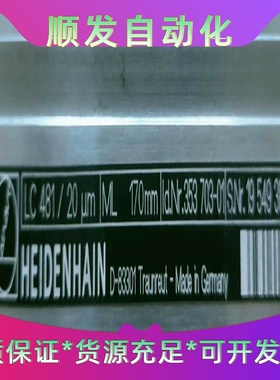 顺发自动化
LC 481 / 20 µm ML 170mm Id.Nr. 353 703-01 S.Nr. 19 549 3
HEIDENHAIN
D-83301 Traunreut - Made in Germany
质保证*货源充足*可开发